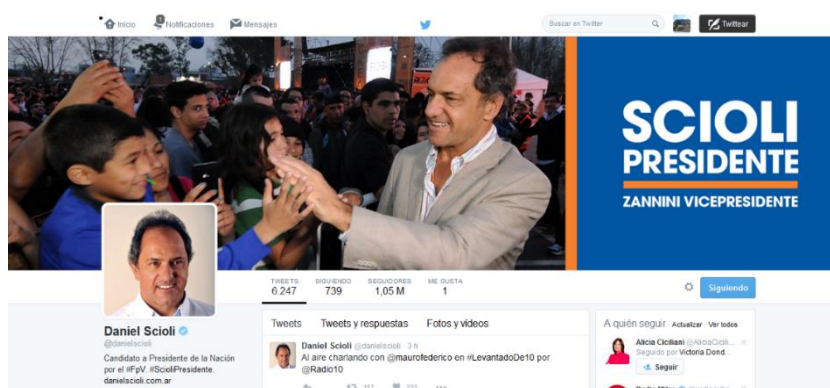 Inicio Notificaciones Mensajes Buscar en Twitter Twittear
SCIOLI
PRESIDENTE
ZANNINI VICEPRESIDENTE
TWEETS SIGUIENDO SEGUIDORES ME GUSTA
6.247 739 1,05 M 1
Siguiendo
Daniel Scioli
@danielscioli
Candidato a Presidente de la Nación
por el #FpV. #ScioliPresidente.
danielscioli.com.ar
Tweets Tweets y respuestas Fotos y videos
Daniel Scioli @danielscioli · 3 h
Al aire charlando con @maurofederico en #LevantadoDe10 por
@Radio10
A quién seguir · Actualizar · Ver todos
Alicia Ciciliani @AliciaCicili...
Seguido por Victoria Dond...
Seguir